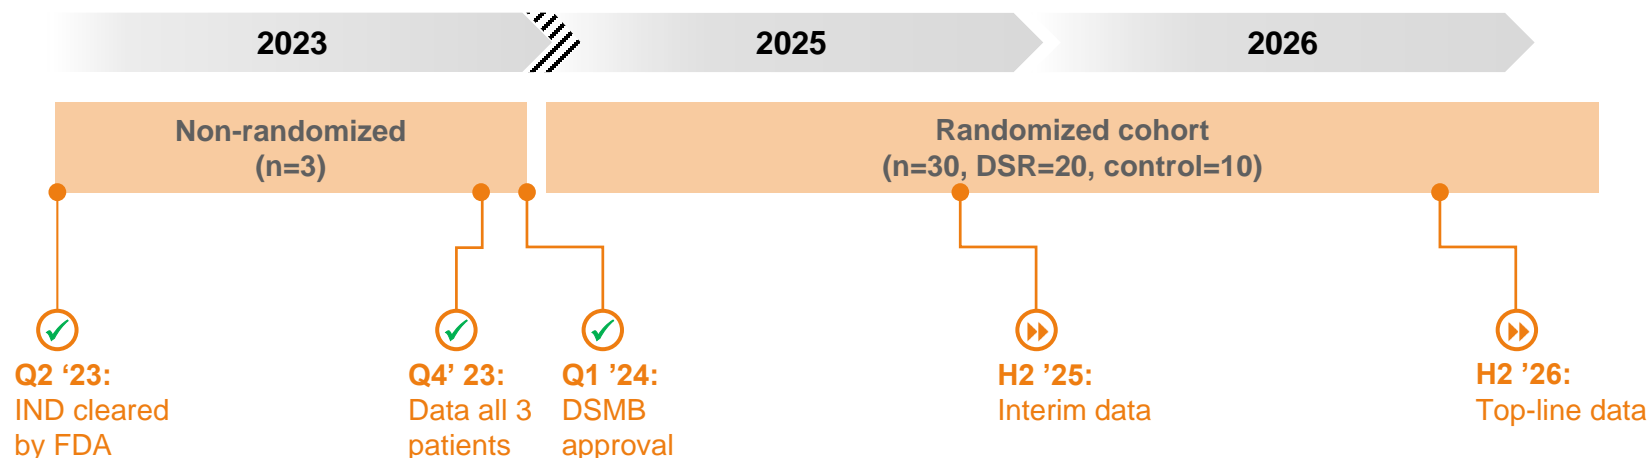 2023
2025
2026
Non-randomized
(n=3)
Randomized cohort
(n=30, DSR=20, control=10)
Q2 ‘23:
IND cleared
by FDA
Q4’ 23:
Data all 3
patients
Q1 ’24:
DSMB
approval
H2 ’25:
Interim data
H2 ’26:
Top-line data